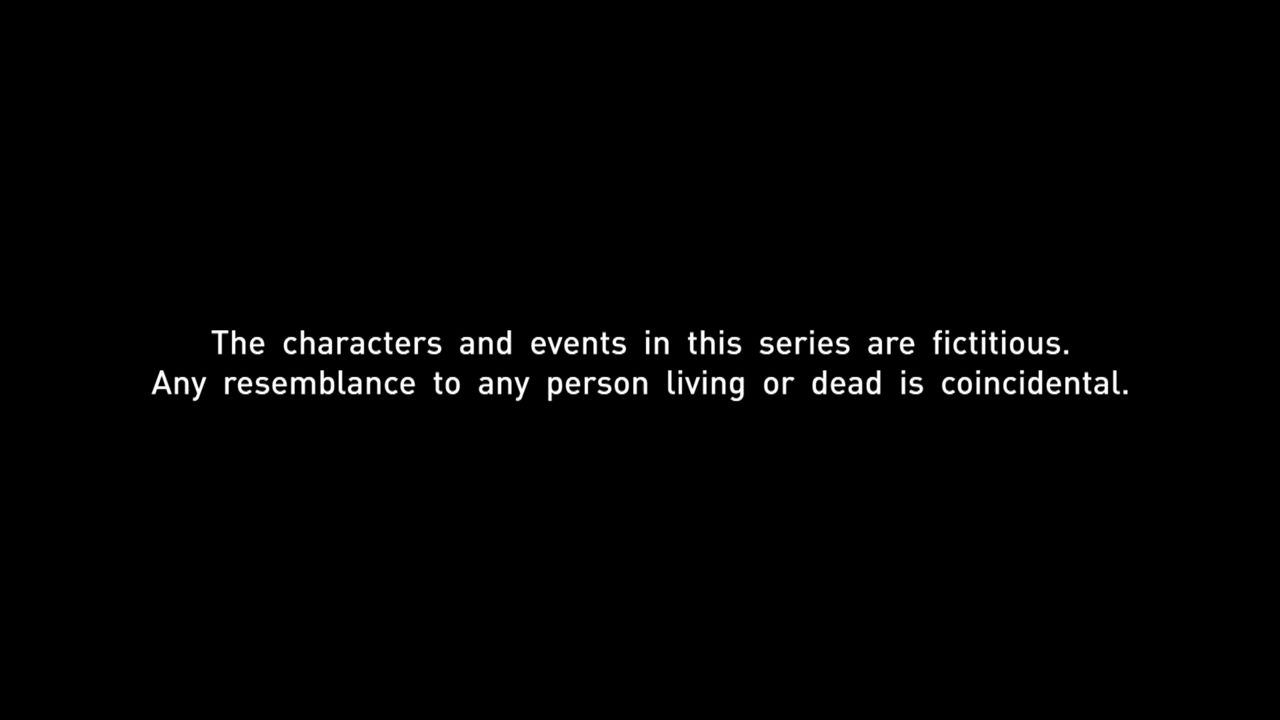 The characters and events in this series are fictitious.
Any resemblance to any person living or dead is coincidental.